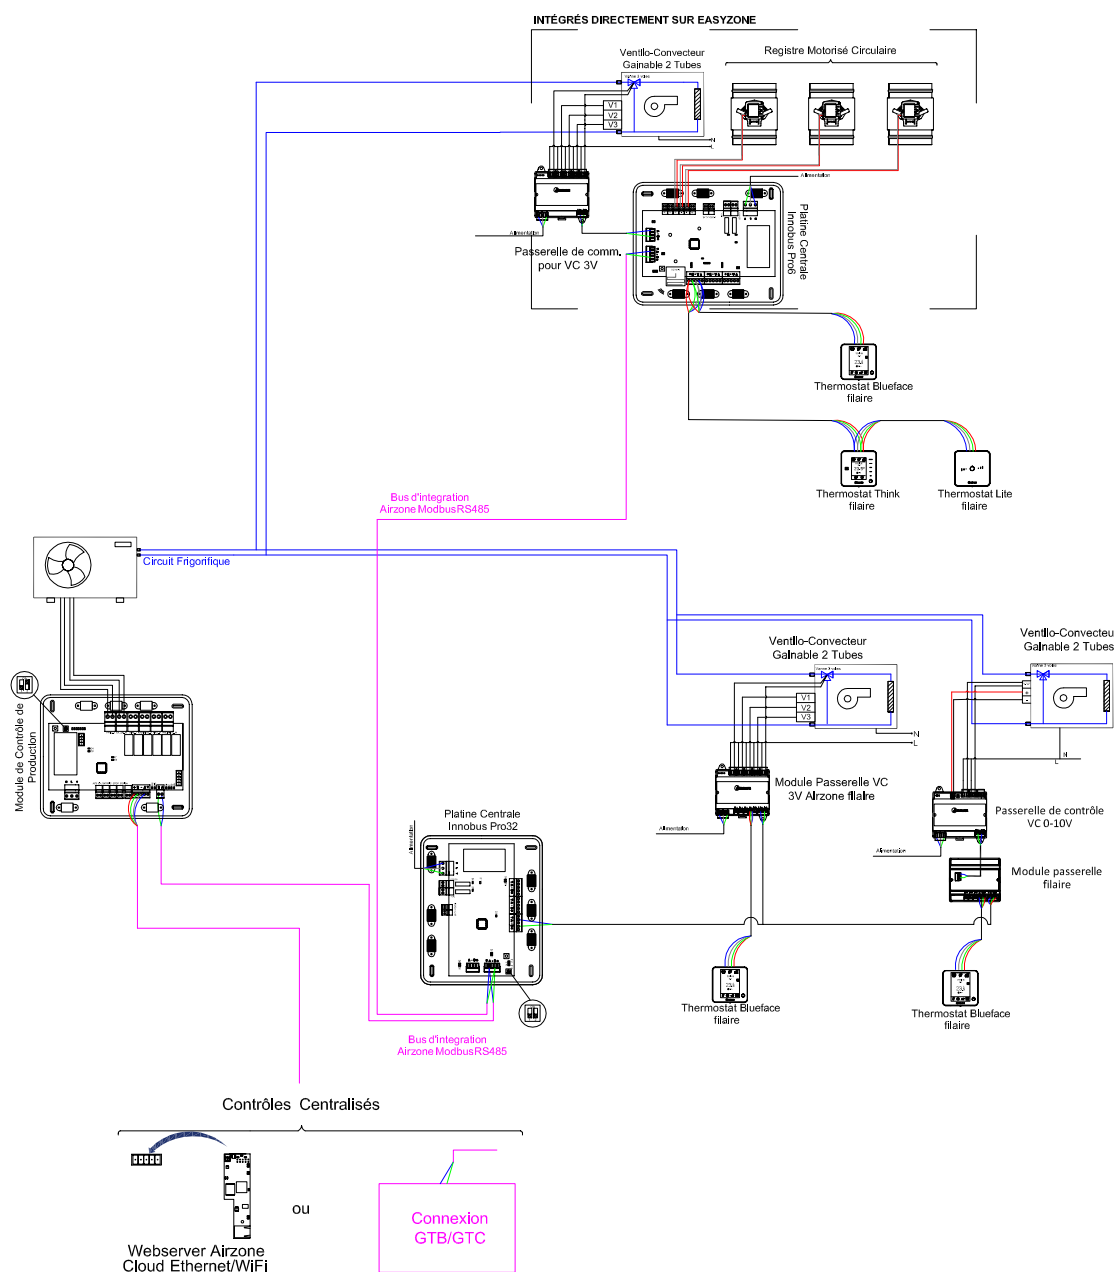 INTÉGRÉS DIRECTEMENT SUR EASYZONE
Ventilo-Convecteur
Gainable 2 Tubes
Registre Motorisé Circulaire
V1
V2
V3
N
L
Alimentation
Platine Centrale
Innobus Pro6
Alimentation
Passerelle de comm.
pour VC 3V
Thermostat Blueface
filaire
Thermostat Think
filaire
Thermostat Lite
filaire
Bus d'integration
Airzone ModbusRS485
Circuit Frigorifique
Module de Contrôle de
Production
Ventilo-Convecteur
Gainable 2 Tubes
V1
V2
V3
N
L
Ventilo-Convecteu
Gainable 2 Tubes
N
L
Module Passerelle VC
3V Airzone filaire
Alimentation
Passerelle de contrôle
VC 0-10V
Alimentation
Module passerelle
filaire
Platine Centrale
Innobus Pro32
Alimentation
Thermostat Blueface
filaire
Thermostat Blueface
filaire
Bus d'integration
Airzone ModbusRS485
Contrôles Centralisés
ou
Connexion
GTB/GTC
Webserver Airzone
Cloud Ethernet/WiFi